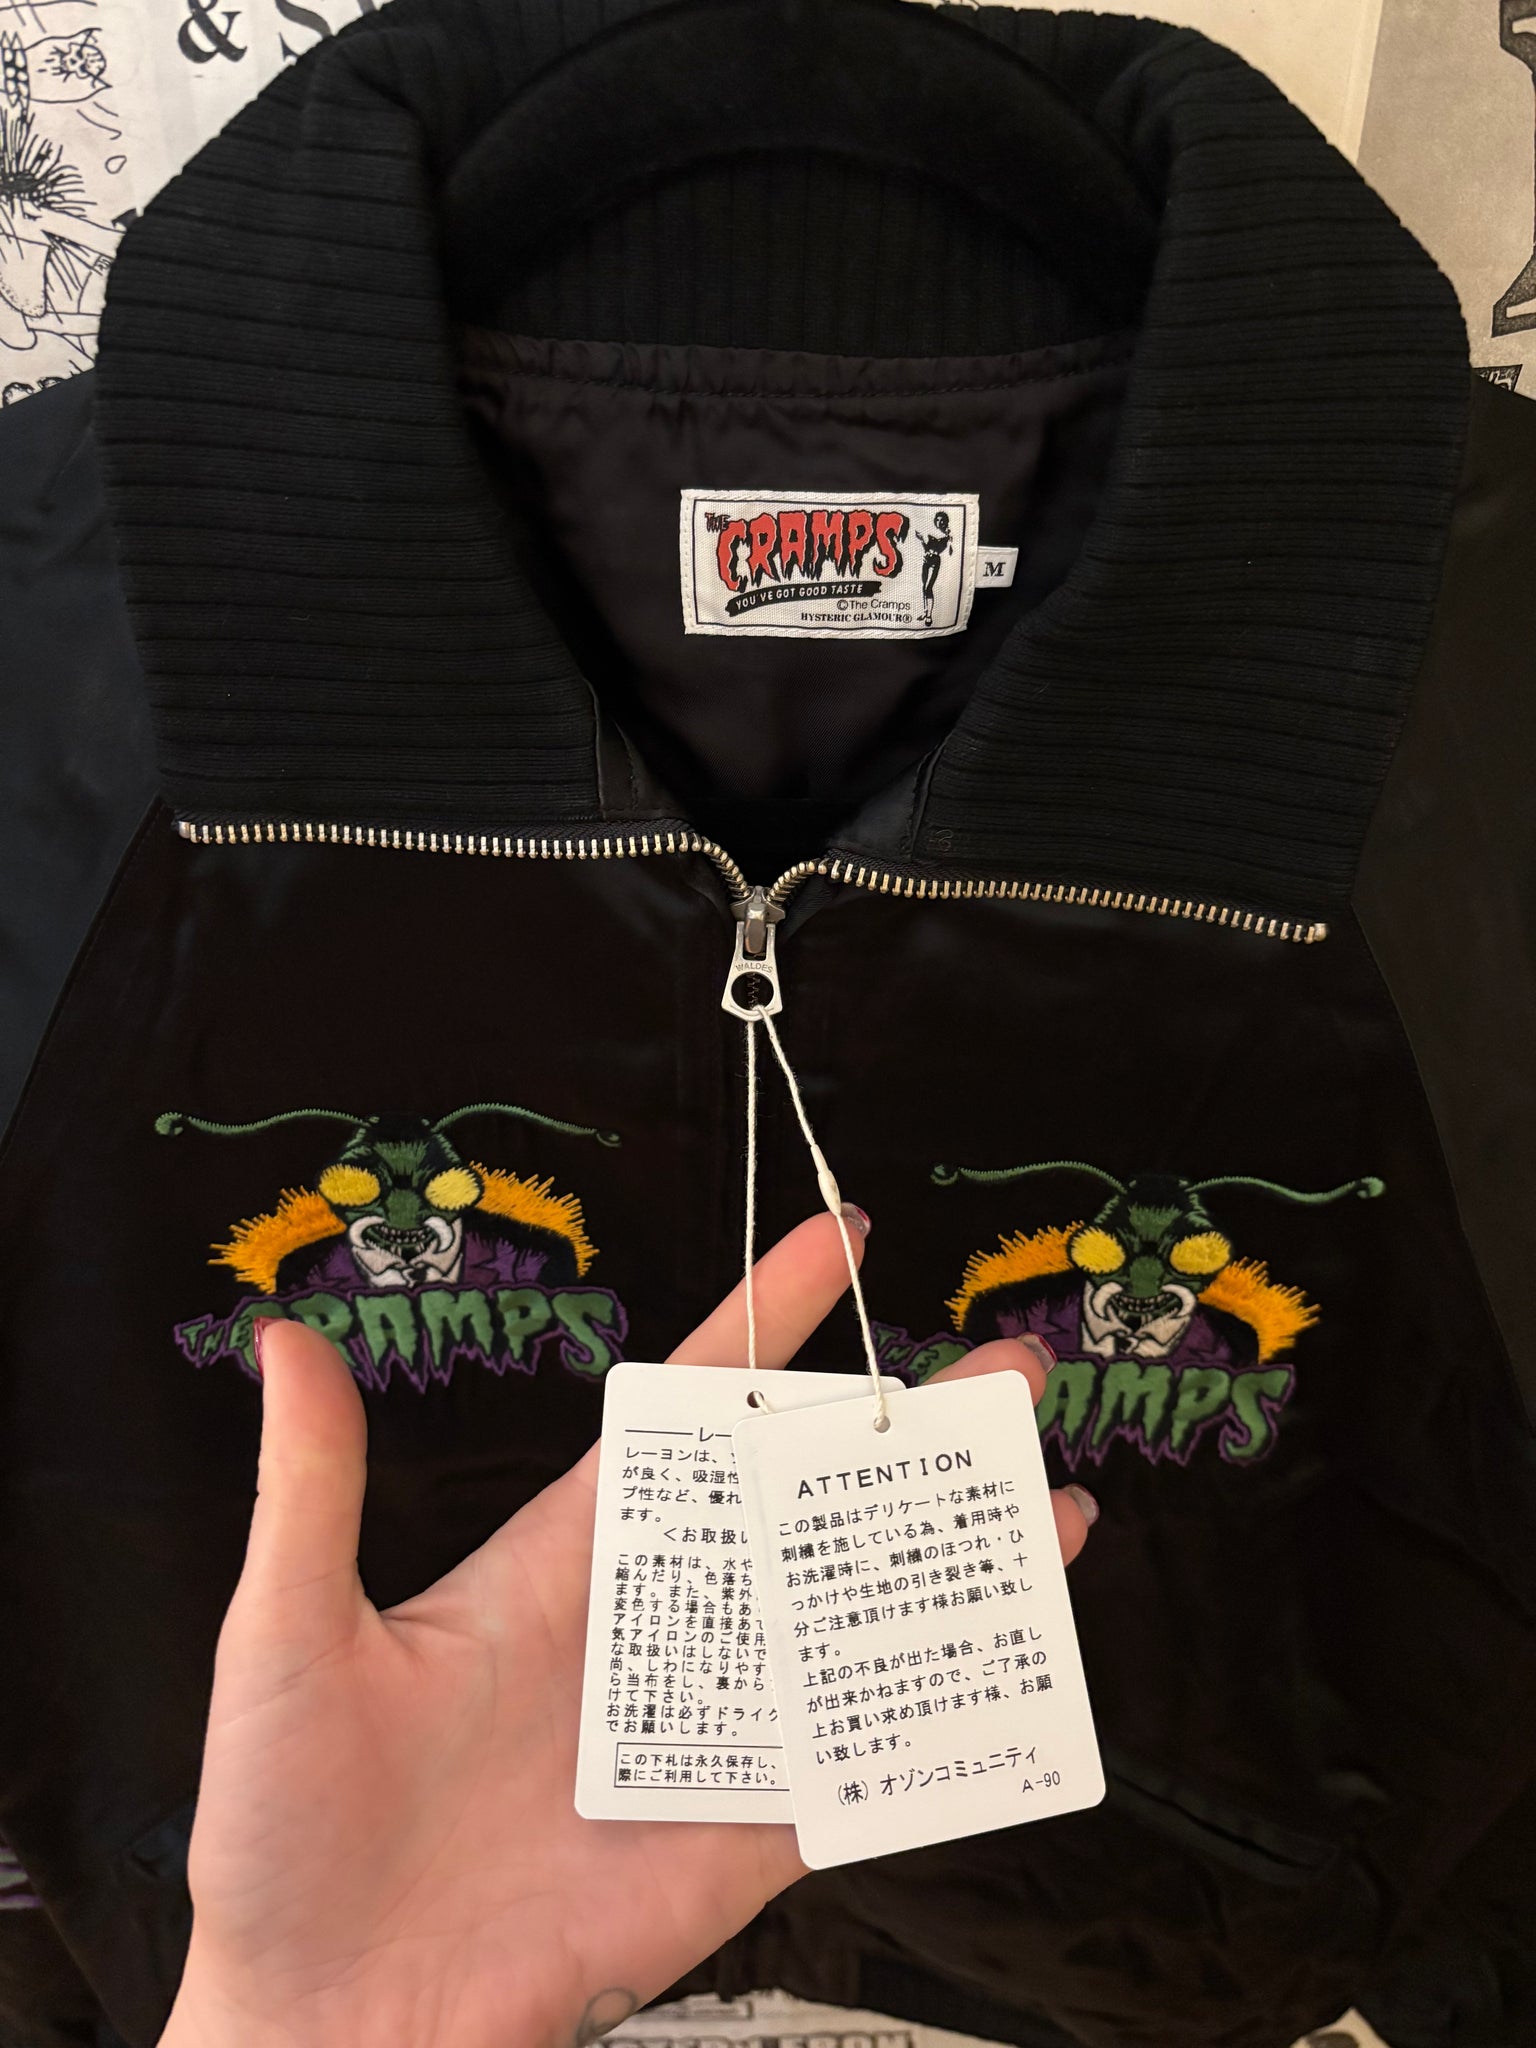 & S
THE
CRAMPS
YOU'VE GOT GOOD TASTE
©The Cramps
HYSTERIC GLAMOUR®
M
WALDES
THE CRAMPS
THE CRAMPS
レー
レーヨンは、
が良く、吸湿性
プ性など、優れ
ます。
<お取扱い
この素材は、水や
縮んだり、色落ち
ます。また、紫外
変色する場合もあ
アイロンを直接あて
気アイロンのご使用
な取扱いはしないで
尚、しわになりやす
ら当布をし、裏から
けて下さい。
お洗濯は必ずドライク
でお願いします。
この下札は永久保存し、
際にご利用して下さい。
ATTENTION
この製品はデリケートな素材に
刺繍を施している為、着用時や
お洗濯時に、刺繍のほつれ・ひ
っかけや生地の引き裂き等、十
分ご注意頂けます様お願い致し
ます。
上記の不良が出た場合、お直し
が出来かねますので、ご了承の
上お買い求め頂けます様、お願
い致します。
(株) オゾンコミュニティ
A-90